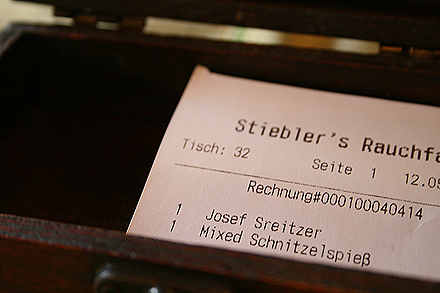 Stiebler's Rauchfa
Tisch: 32
Seite 1 12.05
Rechnung#000100040414
1 Josef Sreitzer
1 Mixed Schnitzelspieß